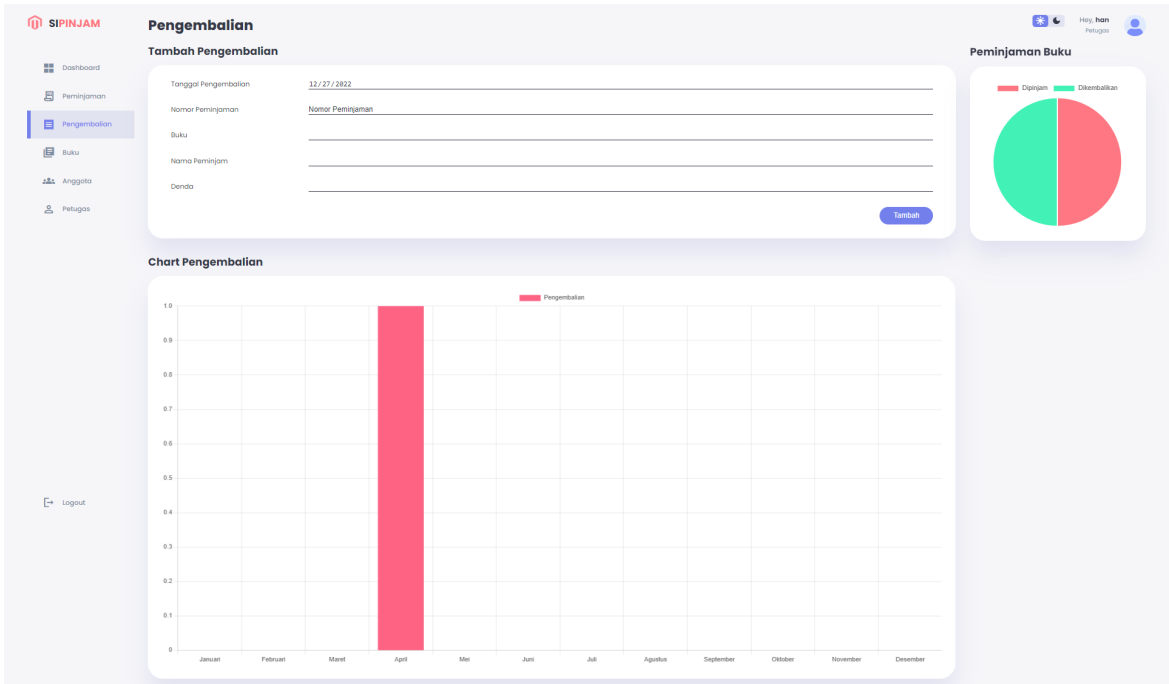 SIPINJAM
Dashboard
Peminjaman
Pengembalian
Buku
Anggota
Petugas
Logout
Pengembalian
Hey, han
Petugas
Tambah Pengembalian
Tanggal Pengembalian 12/27/2022
Nomor Peminjaman Nomor Peminjaman
Buku
Nama Peminjam
Denda
Tambah
Peminjaman Buku
Dipinjam Dikembalikan
Chart Pengembalian
Pengembalian
1.0
0.9
0.8
0.7
0.6
0.5
0.4
0.3
0.2
0.1
0
Januari Februari Maret April Mei Juni Juli Agustus September Oktober November Desember